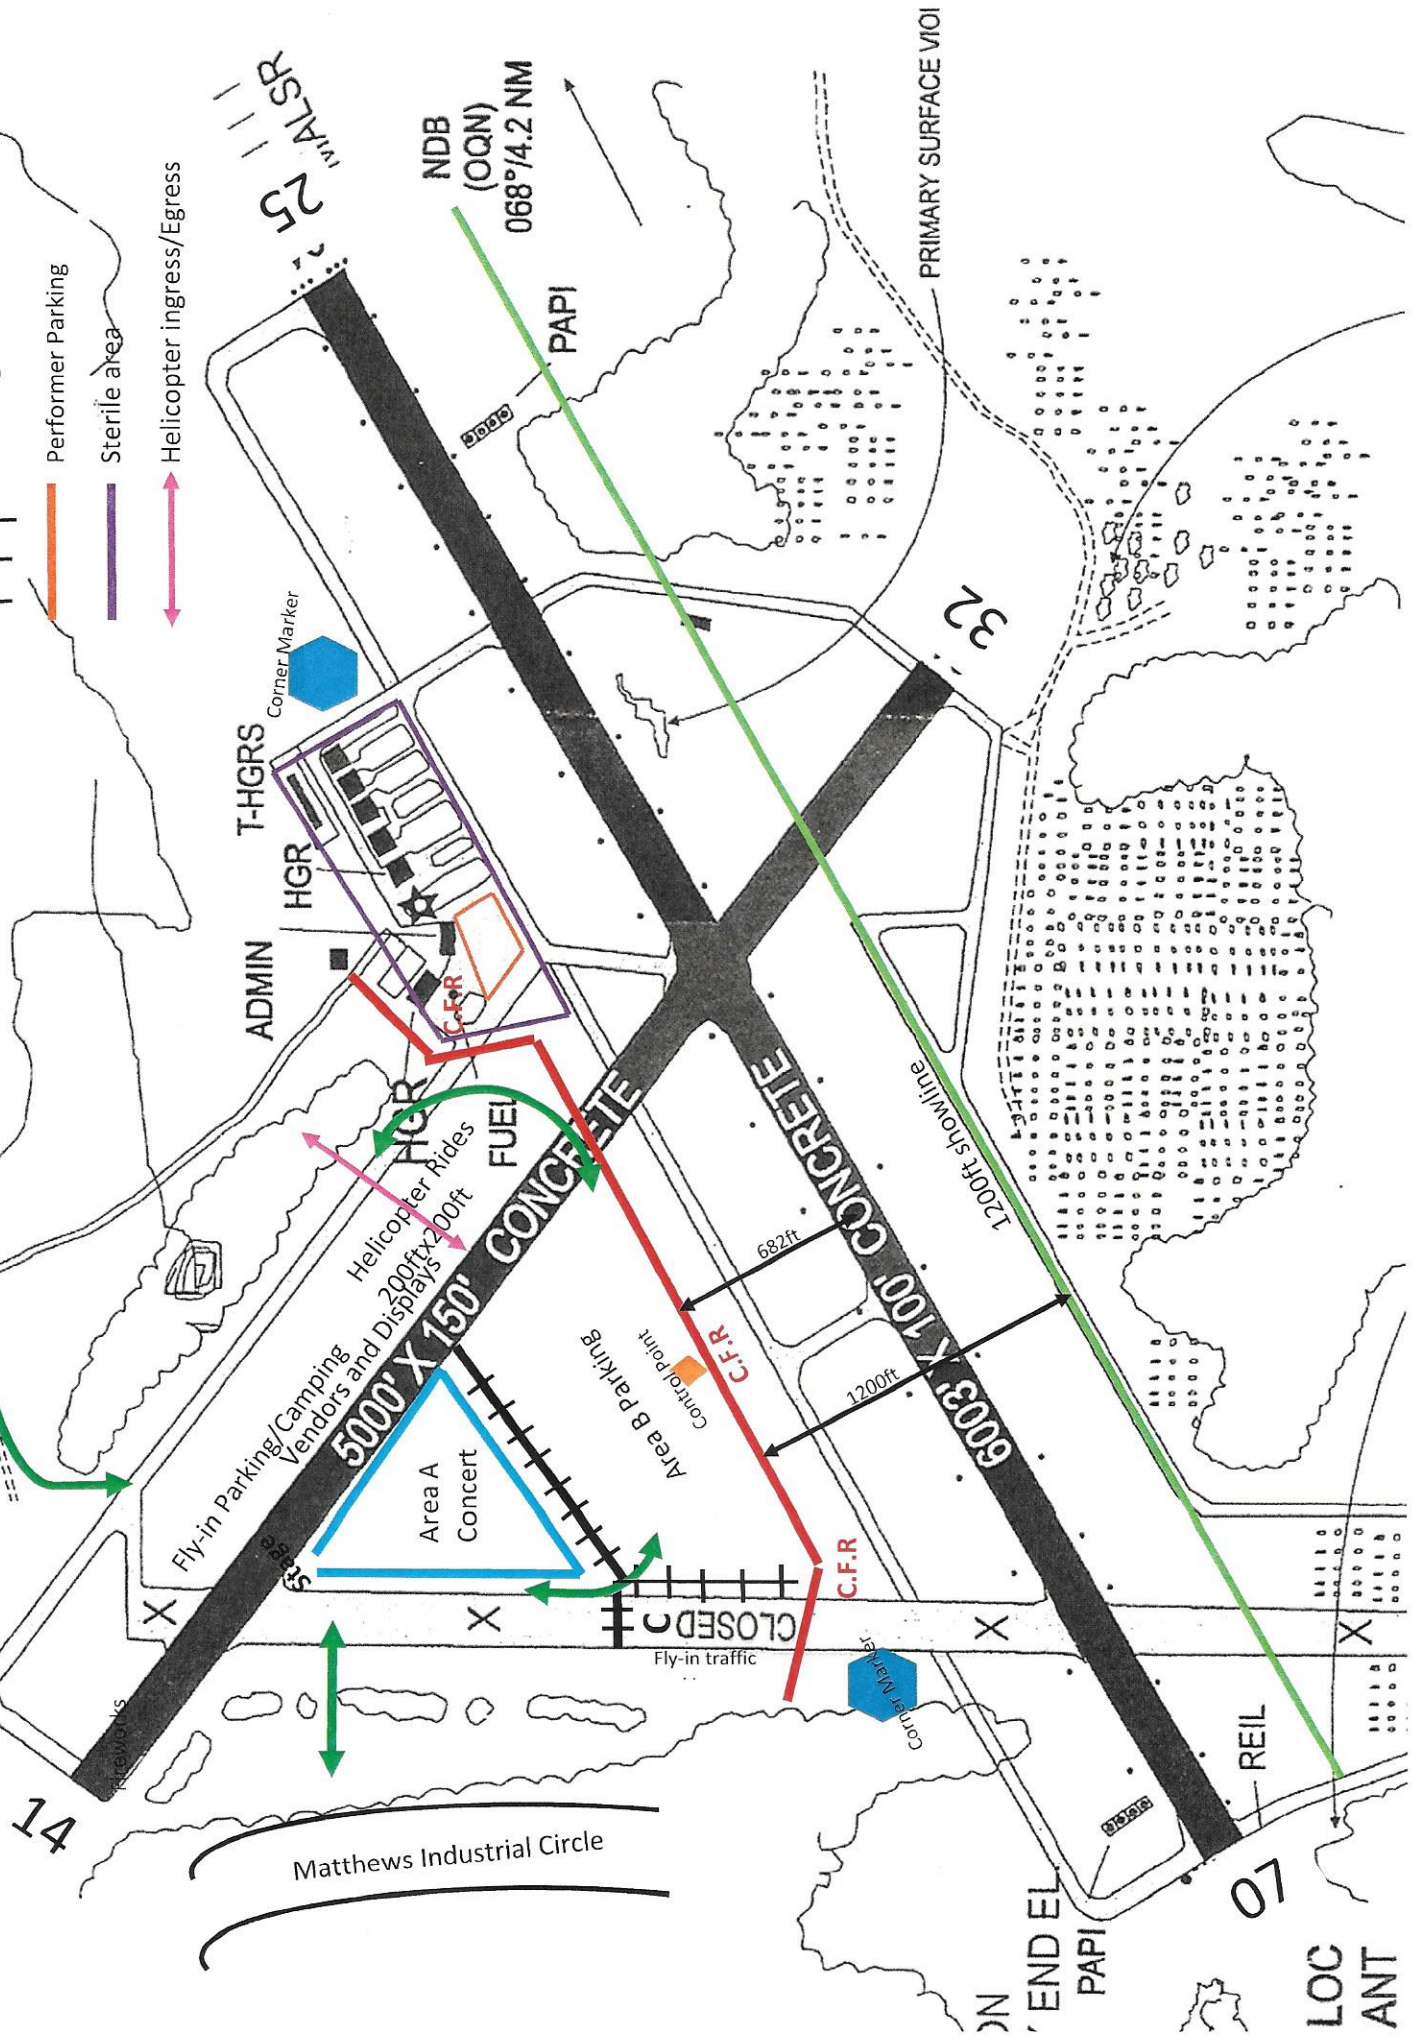 Performer Parking
Sterile area
Helicopter ingress/Egress
MALSR
25
NDB
(OQN)
068°/4.2 NM
PAPI
PRIMARY SURFACE VIOL
Corner Marker
T-HGRS
HGR
ADMIN
C.F.R
HGR
FUEL
32
Helicopter Rides
200ftx200ft
Fly-in Parking/Camping
Vendors and Displays
5000' X 150' CONCRETE
6003' X 100' CONCRETE
1200ft showline
682ft
1200ft
Area B Parking
Control Point
C.F.R
Area A
Concert
Stage
X
X
C
CLOSED
Fly-in traffic
C.F.R
X
X
Corner Marker
Fireworks
14
Matthews Industrial Circle
REIL
07
END EL
PAPI
LOC
ANT